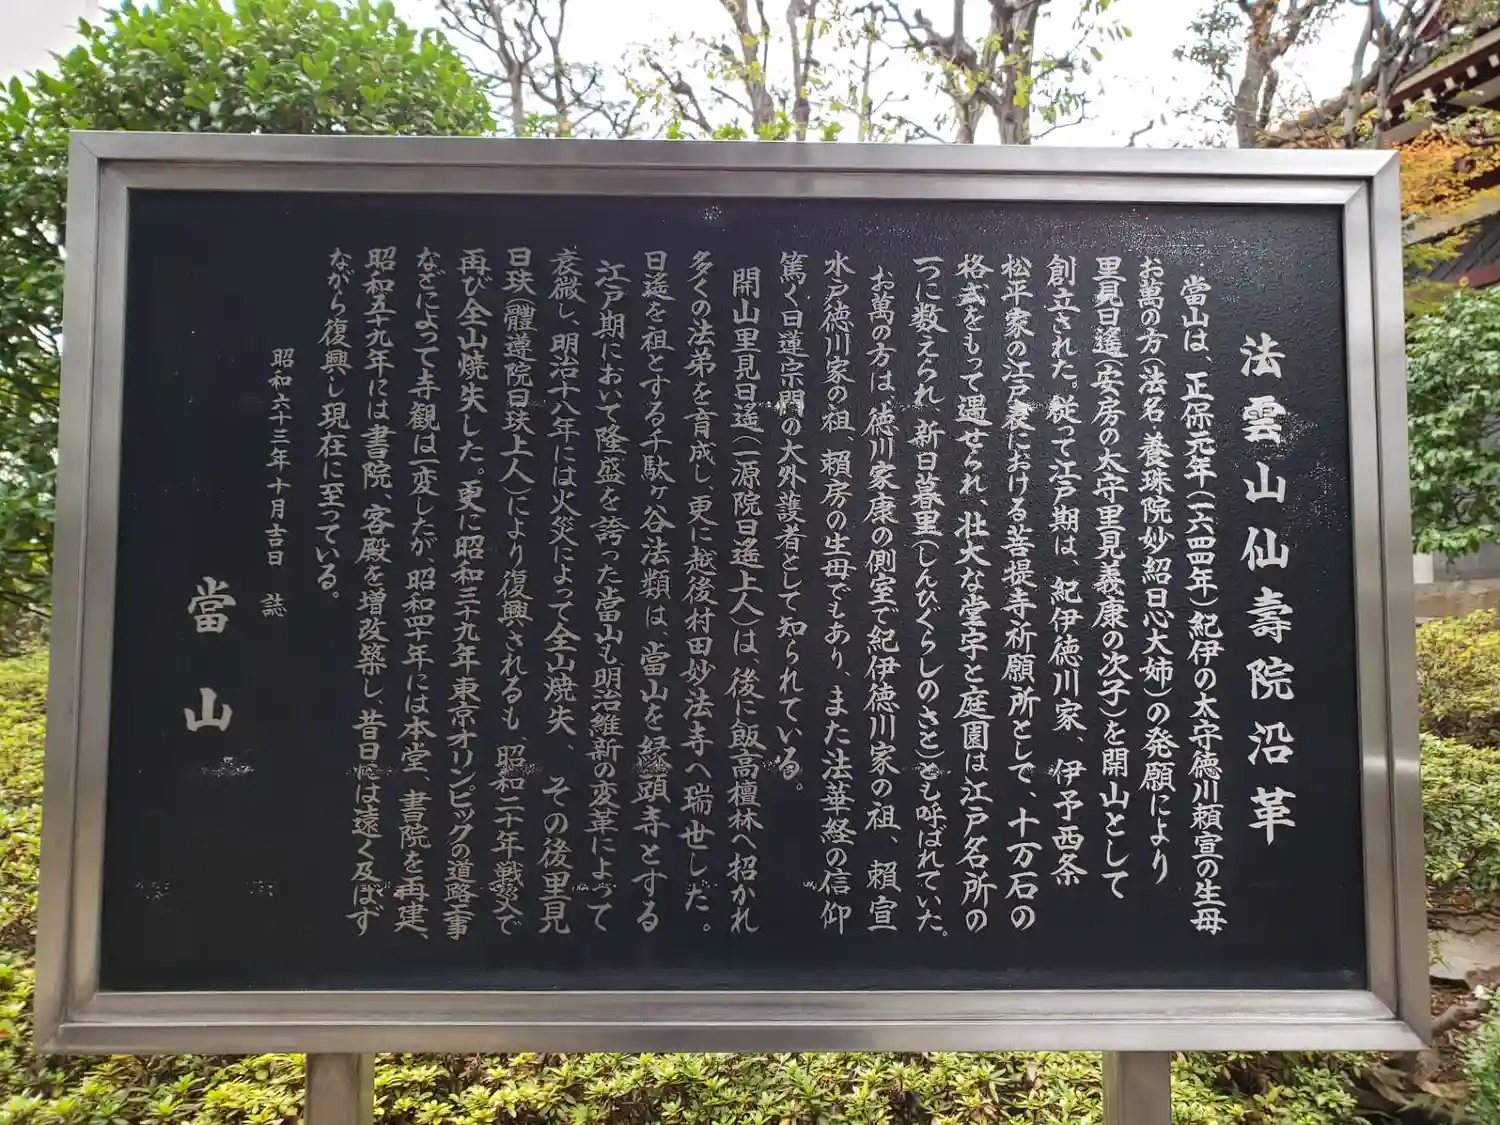 法雲山仙壽院沿革
當山は、正保元年(一六四四年)紀伊の太守徳川頼宣の生母
お萬の方(法名・養珠院妙紹日心大姉)の発願により
里見日遙(安房の太守里見義康の次子)を開山として
創立された。従って江戸期は、紀伊徳川家、伊予西条
松平家の江戸表における菩提寺祈願所として、十万石の
格式をもって遇せられ、壮大な堂宇と庭園は江戸名所の
一つに数えられ、新日暮里(しんひぐらしのさと)とも呼ばれていた。
お萬の方は、徳川家康の側室で紀伊徳川家の祖、頼宣
水戸徳川家の祖、頼房の生母でもあり、また法華経の信仰
篤く日蓮宗門の大外護者として知られている。
開山里見日遙(一源院日遙上人)は、後に飯高檀林へ招かれ
多くの法弟を育成し、更に越後村田妙法寺へ瑞世した。
日遙を祖とする千駄ヶ谷法類は、當山を縁頭寺とする
江戸期において隆盛を誇った當山も明治維新の変革によって
衰微し、明治十八年には火災によって全山焼失、その後里見
日玞(體遵院日玞上人)により復興されるも、昭和二十年戦災で
再び全山焼失した。更に昭和三十九年東京オリンピックの道路工事
などによって寺観は一変したが、昭和四十年には本堂、書院を再建、
昭和五十九年には書院、客殿を増改築し、昔日には遠く及ばず
ながら復興し現在に至っている。
昭和六十三年十月吉日 誌
當山